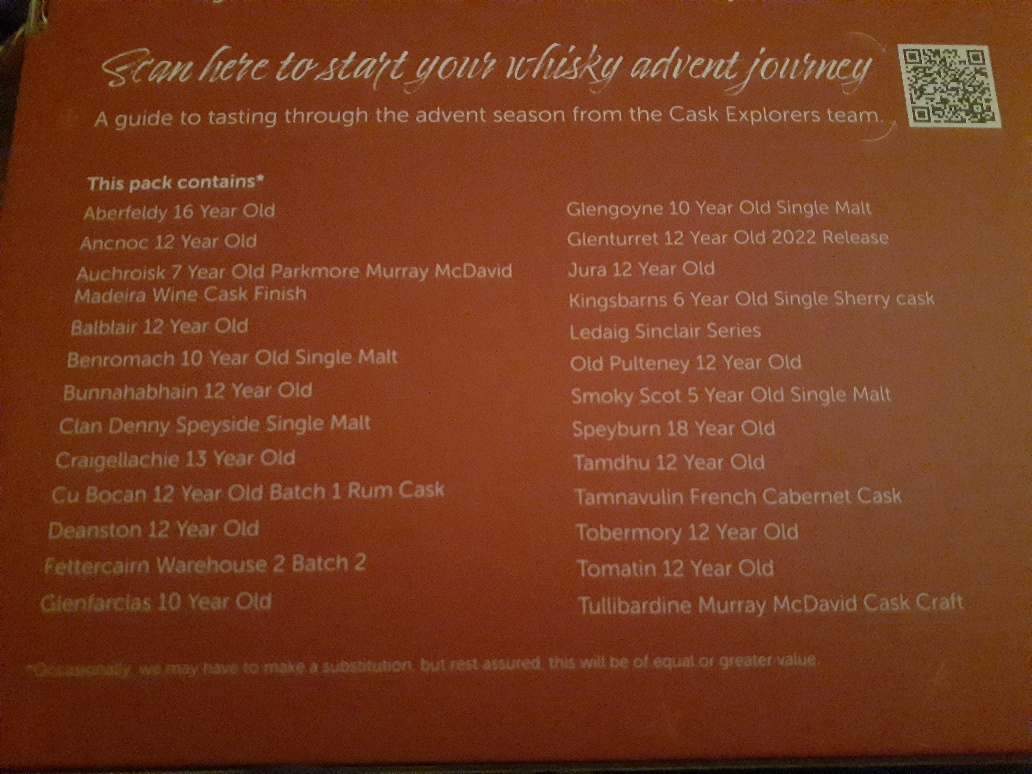 Scan here to start your whisky advent journey
A guide to tasting through the advent season from the Cask Explorers team.
This pack contains*
Aberfeldy 16 Year Old
Ancnoc 12 Year Old
Auchroisk 7 Year Old Parkmore Murray McDavid
Madeira Wine Cask Finish
Balblair 12 Year Old
Benromach 10 Year Old Single Malt
Bunnahabhain 12 Year Old
Clan Denny Speyside Single Malt
Craigellachie 13 Year Old
Cu Bocan 12 Year Old Batch 1 Rum Cask
Deanston 12 Year Old
Fettercairn Warehouse 2 Batch 2
Glenfarclas 10 Year Old
Glengoyne 10 Year Old Single Malt
Glenturret 12 Year Old 2022 Release
Jura 12 Year Old
Kingsbarns 6 Year Old Single Sherry cask
Ledaig Sinclair Series
Old Pulteney 12 Year Old
Smoky Scot 5 Year Old Single Malt
Speyburn 18 Year Old
Tamdhu 12 Year Old
Tamnavulin French Cabernet Cask
Tobermory 12 Year Old
Tomatin 12 Year Old
Tullibardine Murray McDavid Cask Craft
*Occasionally, we may have to make a substitution, but rest assured, this will be of equal or greater value.